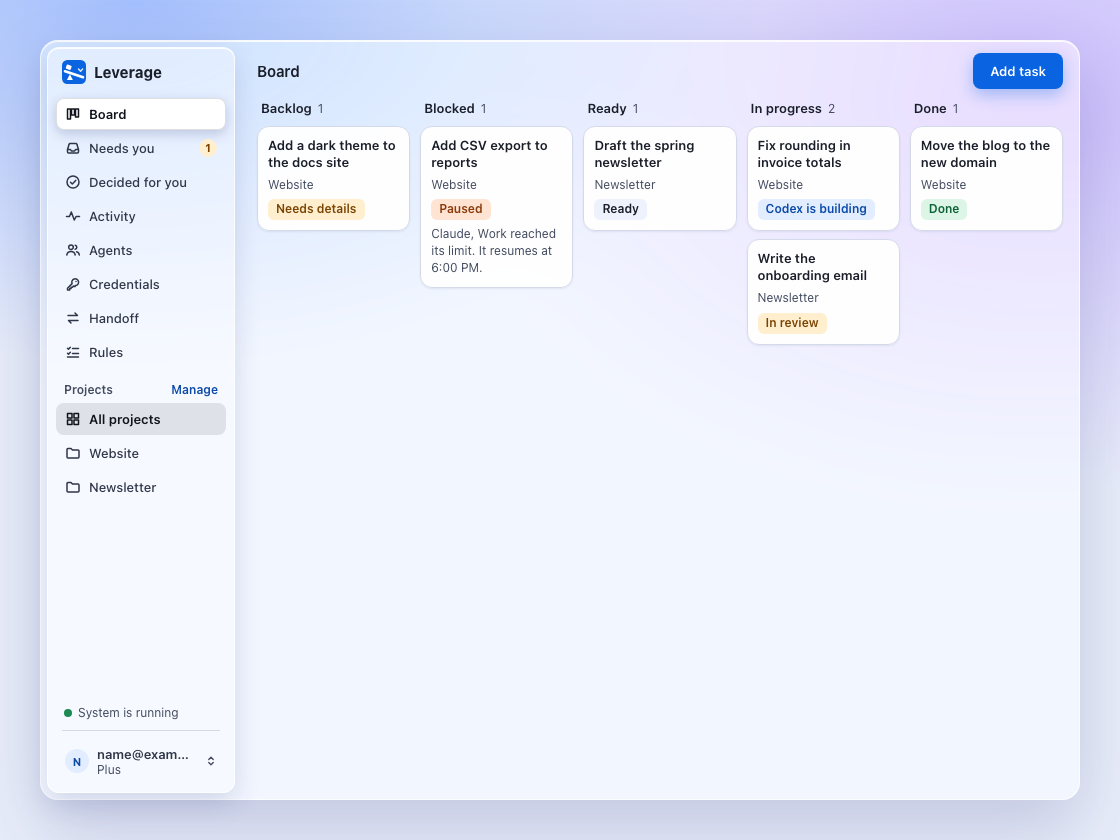 Leverage
Board
Needs you 1
Decided for you
Activity
Agents
Credentials
Handoff
Rules
Projects Manage
All projects
Website
Newsletter
System is running
N
name@exam...
Plus
Board
Add task
Backlog 1
Add a dark theme to
the docs site
Website
Needs details
Blocked 1
Add CSV export to
reports
Website
Paused
Claude, Work reached
its limit. It resumes at
6:00 PM.
Ready 1
Draft the spring
newsletter
Newsletter
Ready
In progress 2
Fix rounding in
invoice totals
Website
Codex is building
Write the
onboarding email
Newsletter
In review
Done 1
Move the blog to the
new domain
Website
Done